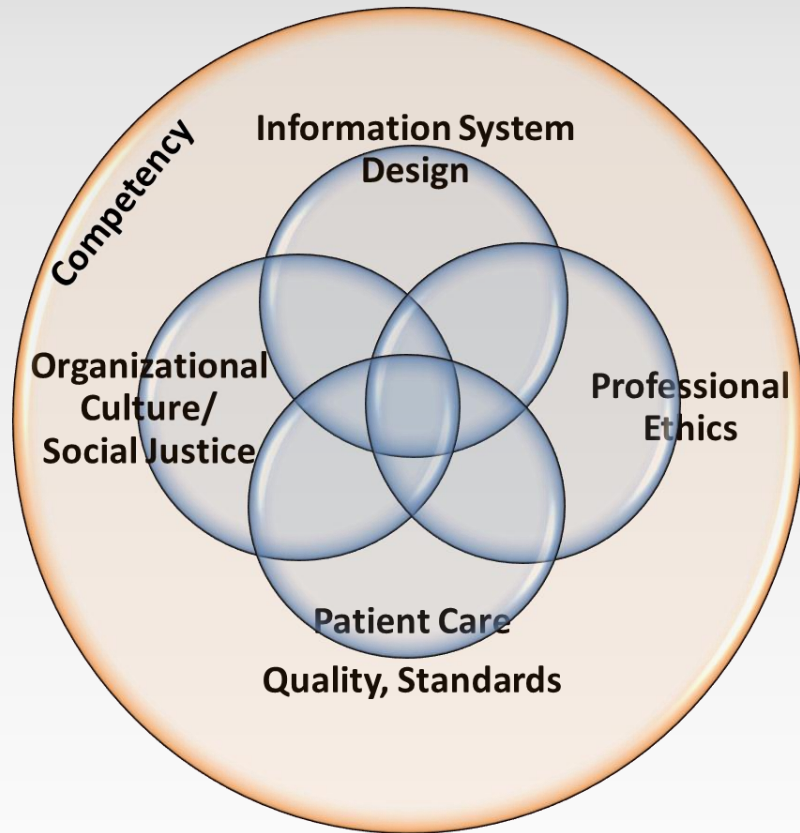 Competency
Information System
Design
Organizational
Culture/
Social Justice
Professional
Ethics
Patient Care
Quality, Standards